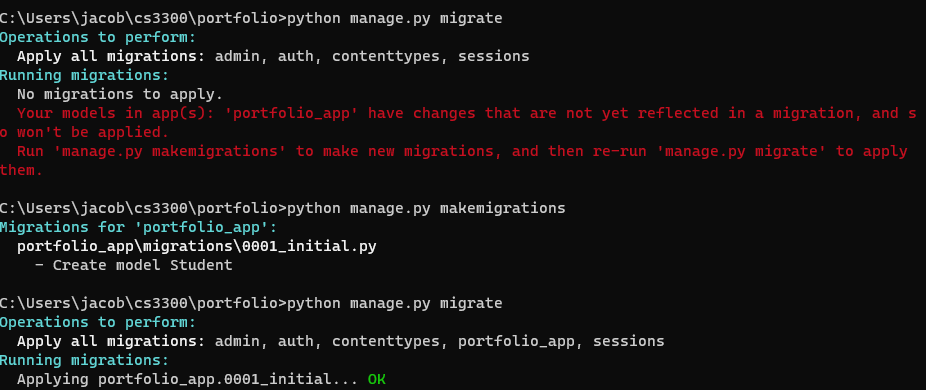 C:\Users\jacob\cs3300\portfolio>python manage.py migrate
Operations to perform:
  Apply all migrations: admin, auth, contenttypes, sessions
Running migrations:
  No migrations to apply.
  Your models in app(s): 'portfolio_app' have changes that are not yet reflected in a migration, and s
o won't be applied.
  Run 'manage.py makemigrations' to make new migrations, and then re-run 'manage.py migrate' to apply
them.

C:\Users\jacob\cs3300\portfolio>python manage.py makemigrations
Migrations for 'portfolio_app':
  portfolio_app\migrations\0001_initial.py
    - Create model Student

C:\Users\jacob\cs3300\portfolio>python manage.py migrate
Operations to perform:
  Apply all migrations: admin, auth, contenttypes, portfolio_app, sessions
Running migrations:
  Applying portfolio_app.0001_initial... OK